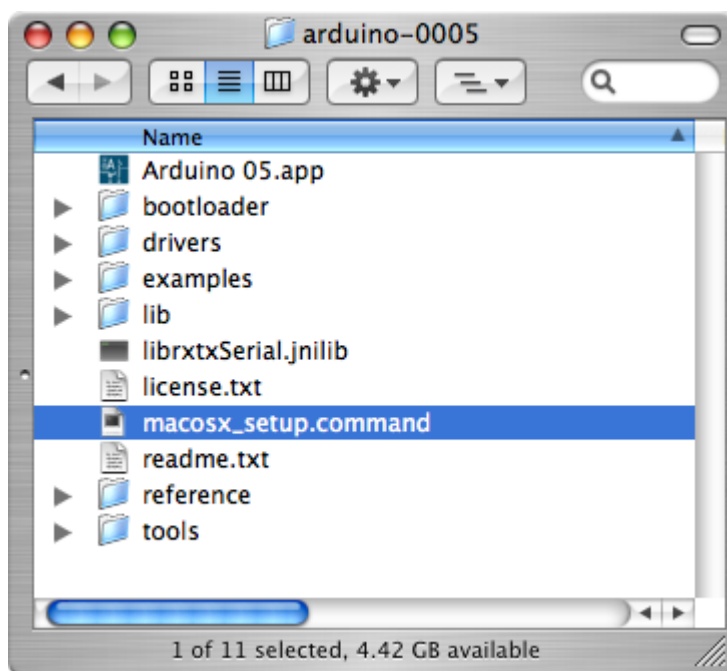 arduino-0005
Name
Arduino 05.app
bootloader
drivers
examples
lib
librxtxSerial.jnilib
license.txt
macosx_setup.command
readme.txt
reference
tools
1 of 11 selected, 4.42 GB available